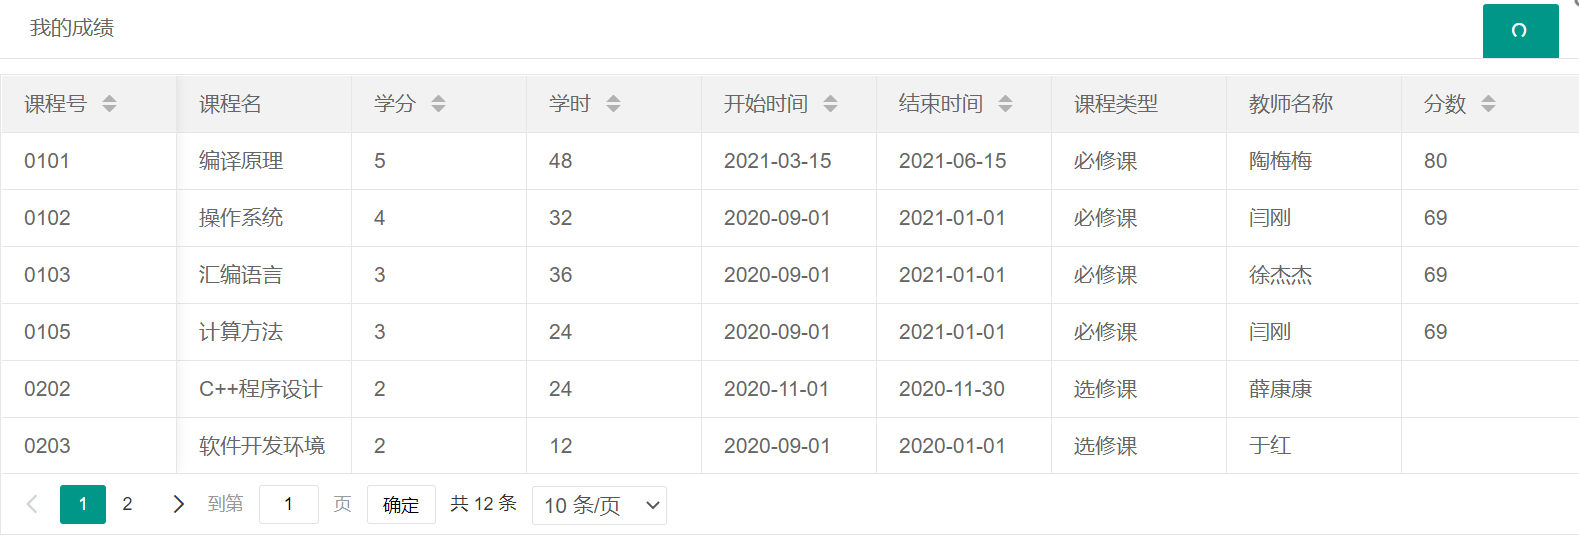 我的成绩
课程号 课程名 学分 学时 开始时间 结束时间 课程类型 教师名称 分数
0101 编译原理 5 48 2021-03-15 2021-06-15 必修课 陶梅梅 80
0102 操作系统 4 32 2020-09-01 2021-01-01 必修课 闫刚 69
0103 汇编语言 3 36 2020-09-01 2021-01-01 必修课 徐杰杰 69
0105 计算方法 3 24 2020-09-01 2021-01-01 必修课 闫刚 69
0202 C++程序设计 2 24 2020-11-01 2020-11-30 选修课 薛康康
0203 软件开发环境 2 12 2020-09-01 2020-01-01 选修课 于红
1 2 到第 1 页 确定 共 12 条 10 条/页